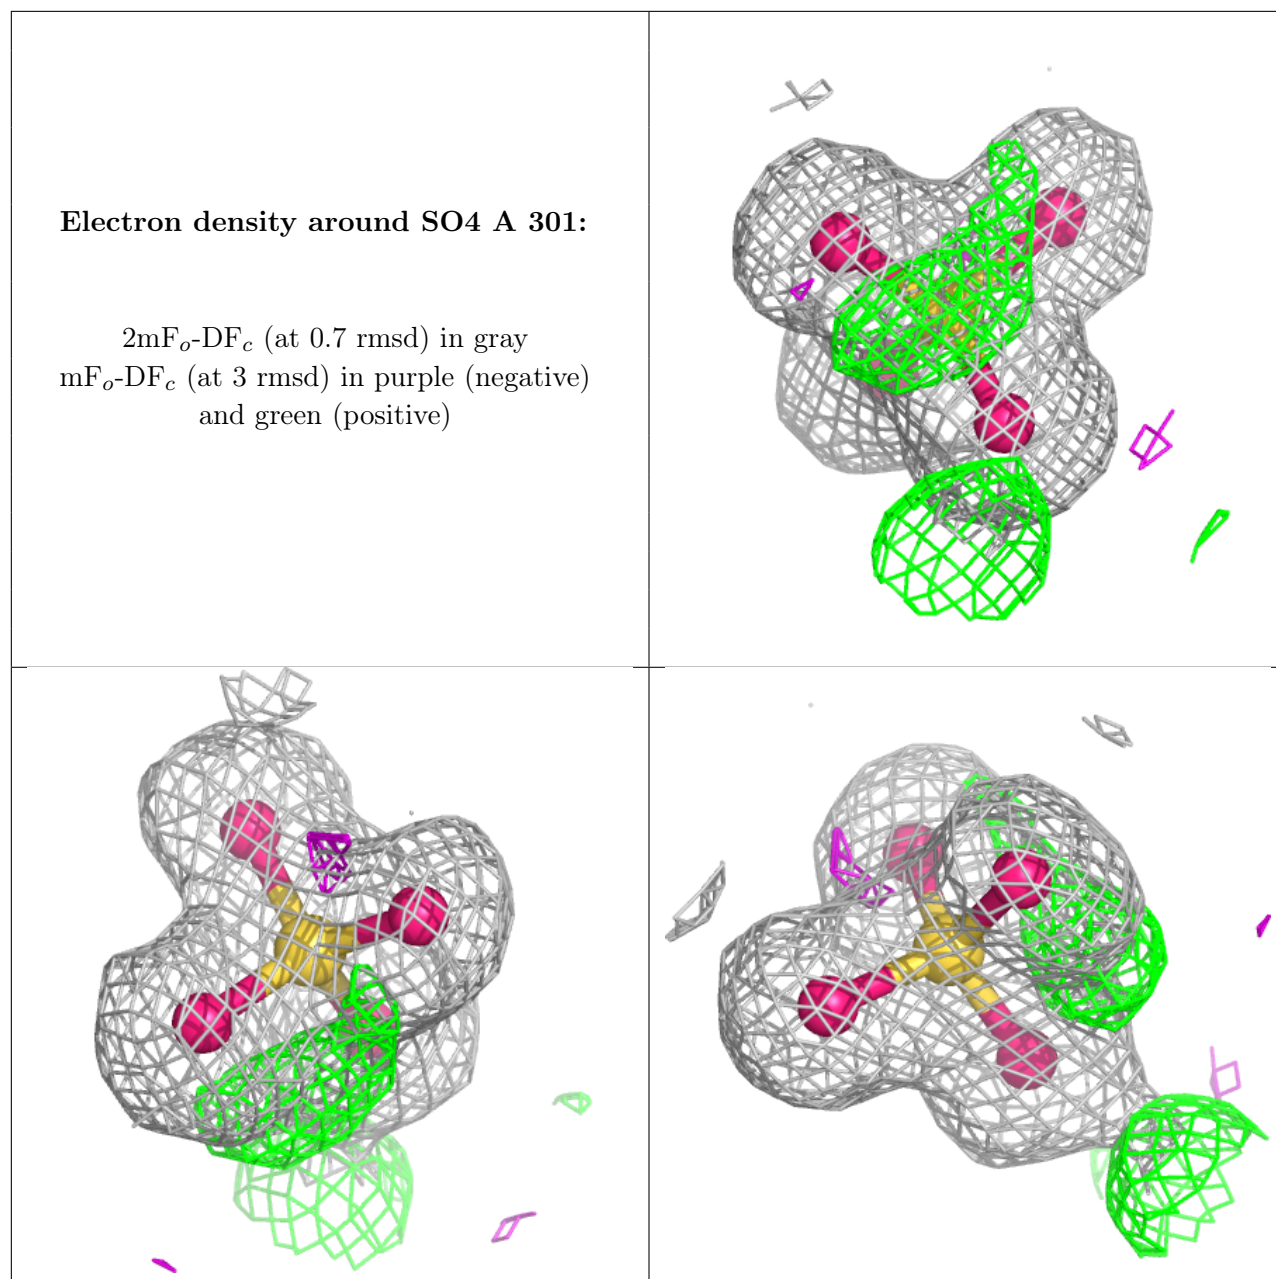 Electron density around SO4 A 301:
2mFo-DFc (at 0.7 rmsd) in gray
mFo-DFc (at 3 rmsd) in purple (negative)
and green (positive)